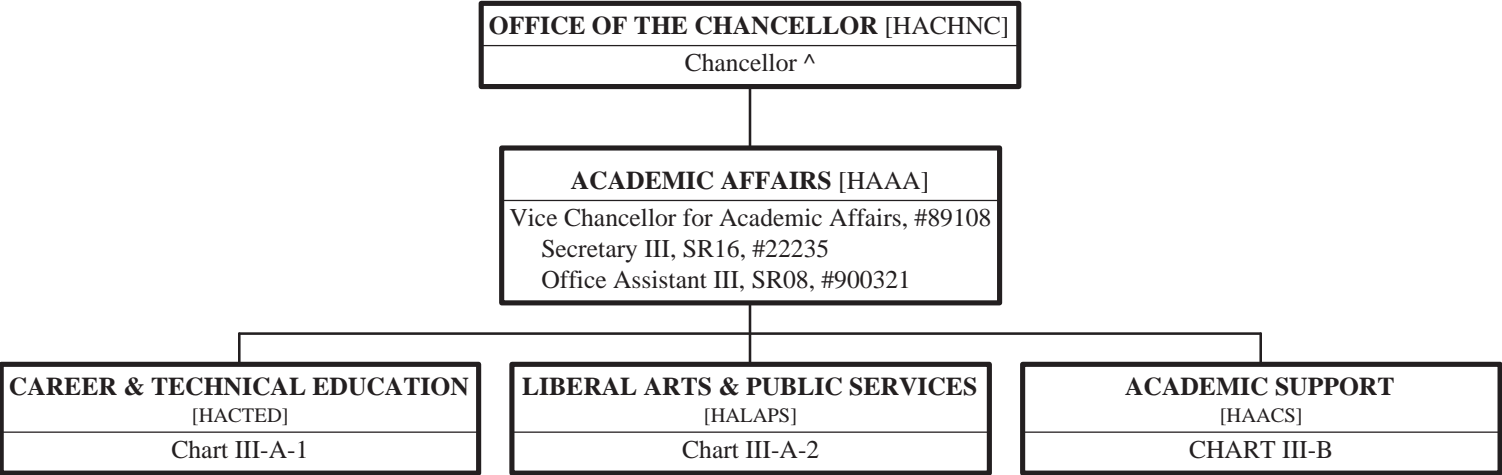 OFFICE OF THE CHANCELLOR [HACHNC]
Chancellor ^
ACADEMIC AFFAIRS [HAAA]
Vice Chancellor for Academic Affairs, #89108
Secretary III, SR16, #22235
Office Assistant III, SR08, #900321
CAREER & TECHNICAL EDUCATION
[HACTED]
Chart III-A-1
LIBERAL ARTS & PUBLIC SERVICES
[HALAPS]
Chart III-A-2
ACADEMIC SUPPORT
[HAACS]
CHART III-B